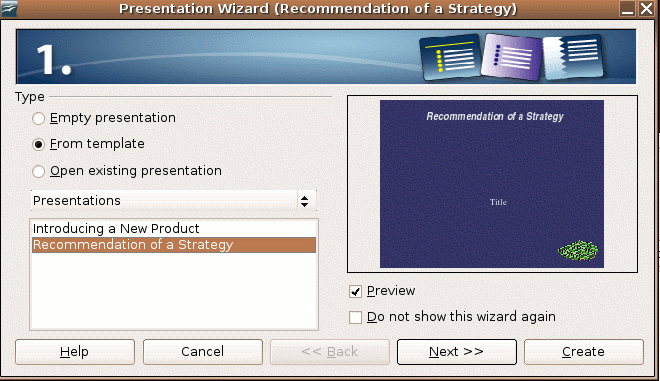 Presentation Wizard (Recommendation of a Strategy)
1.
Type
Empty presentation
From template
Open existing presentation
Presentations
Introducing a New Product
Recommendation of a Strategy
Recommendation of a Strategy
Title
Preview
Do not show this wizard again
Help
Cancel
<< Back
Next >>
Create